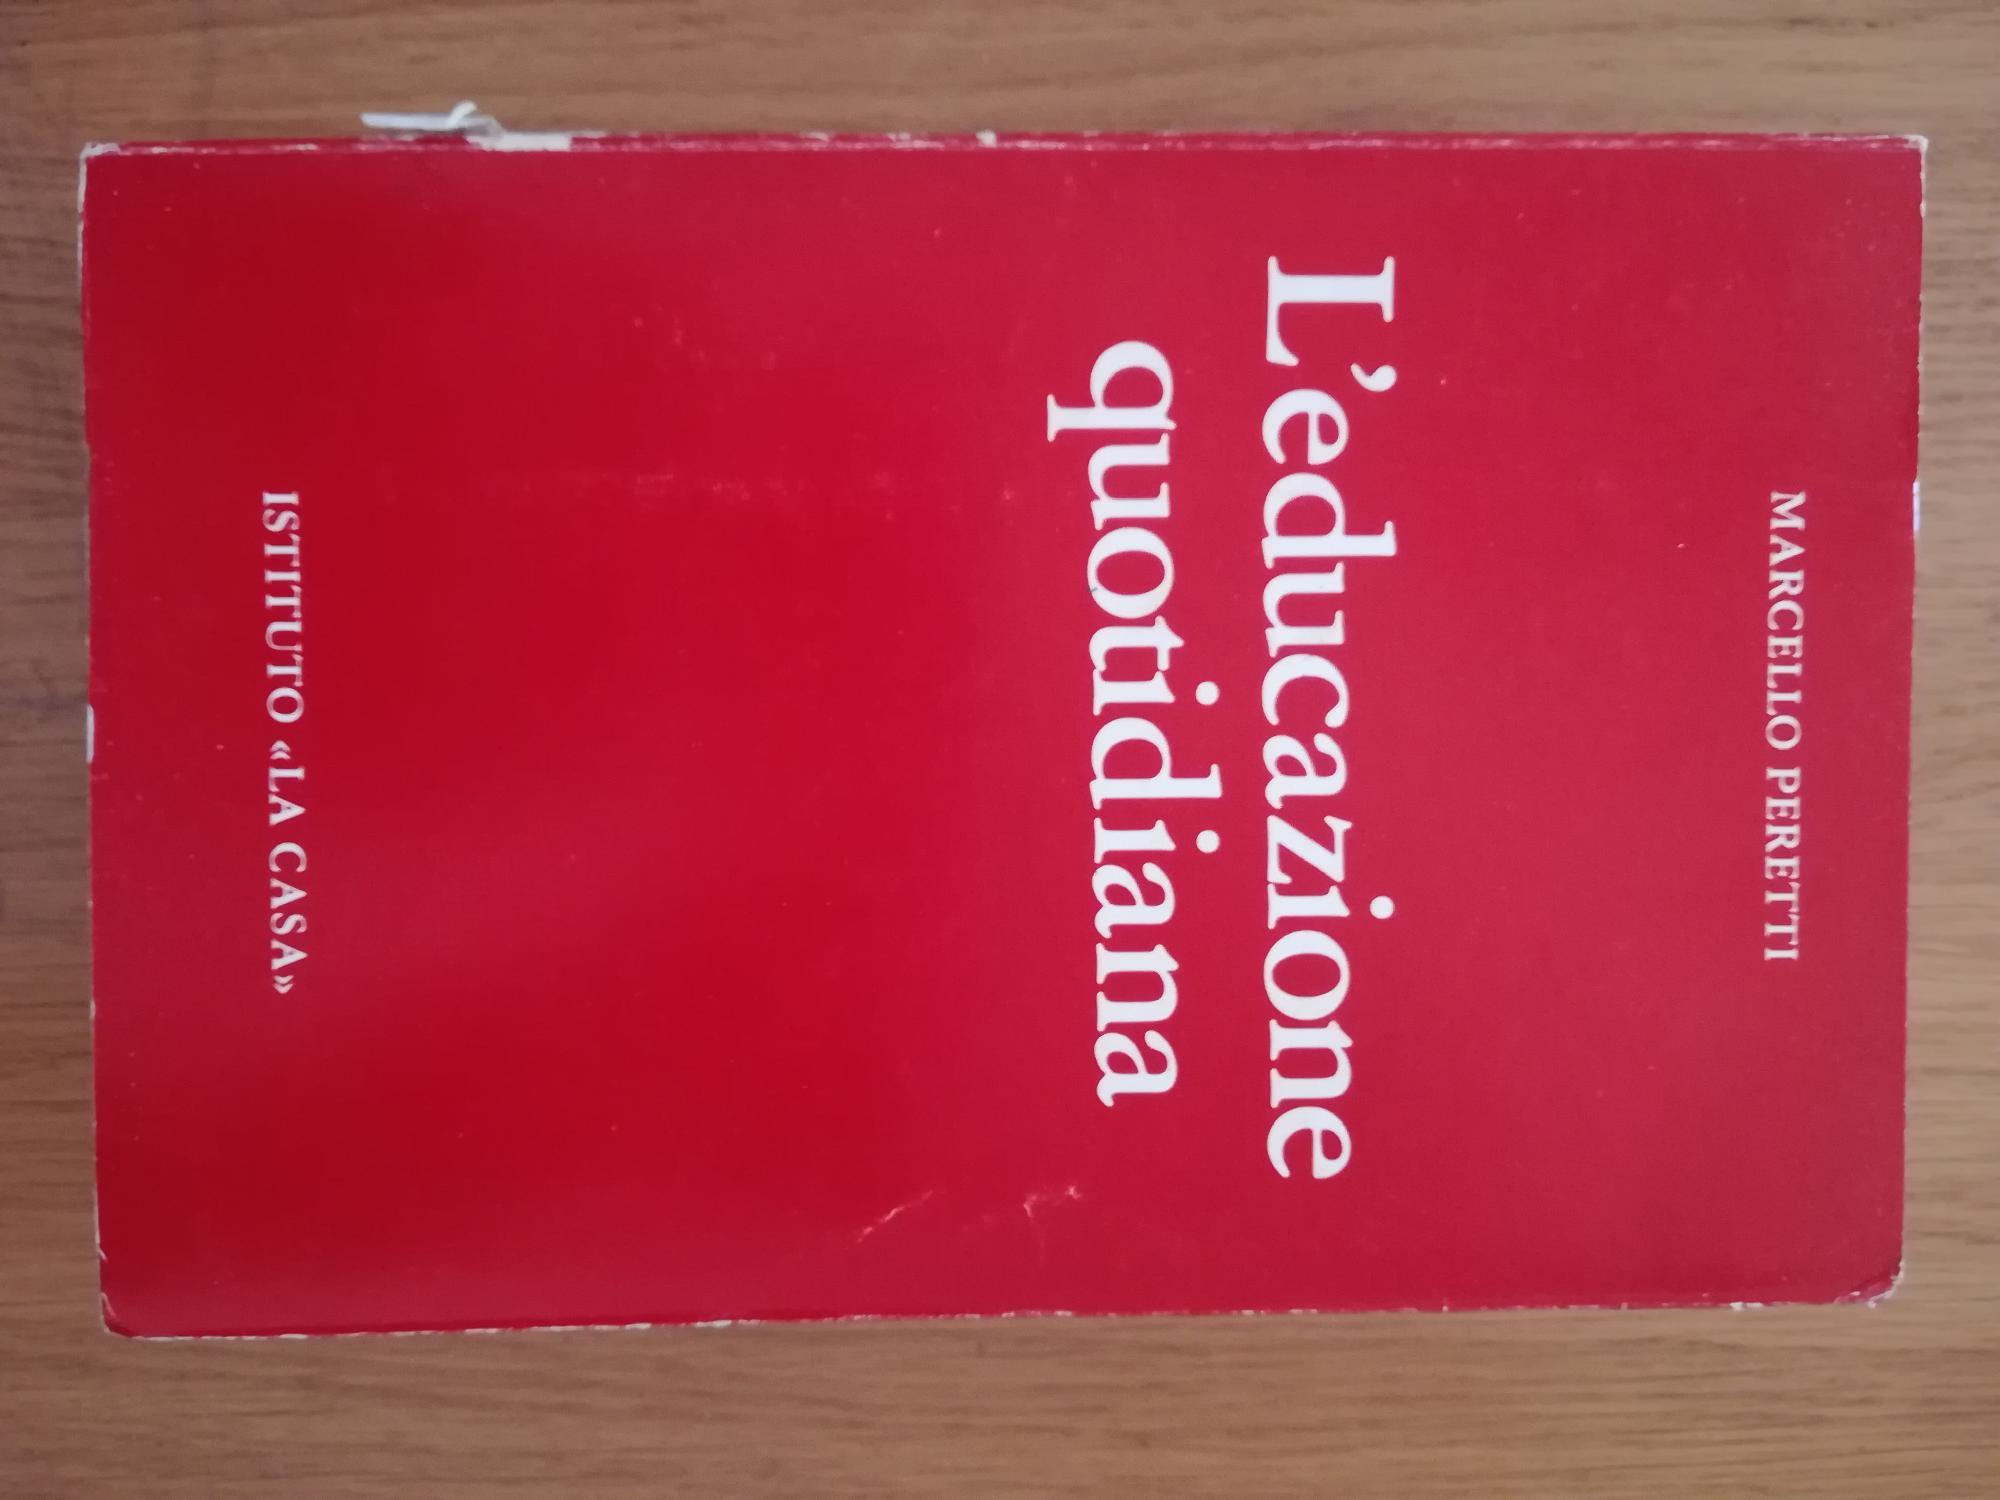 MARCELLO PERETTI
L'educazione
quotidiana
ISTITUTO «LA CASA»